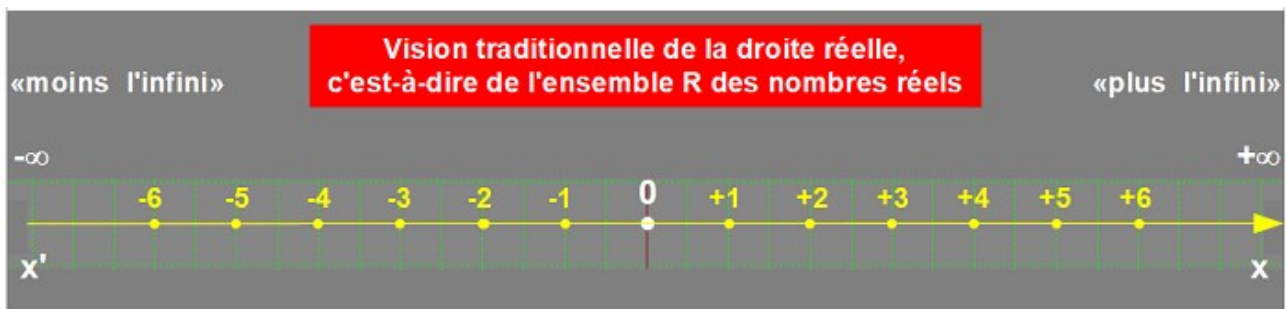 Vision traditionnelle de la droite réelle,
c'est-à-dire de l'ensemble R des nombres réels
«moins l'infini» «plus l'infini»
-∞ +∞
-6 -5 -4 -3 -2 -1 0 +1 +2 +3 +4 +5 +6
x' x